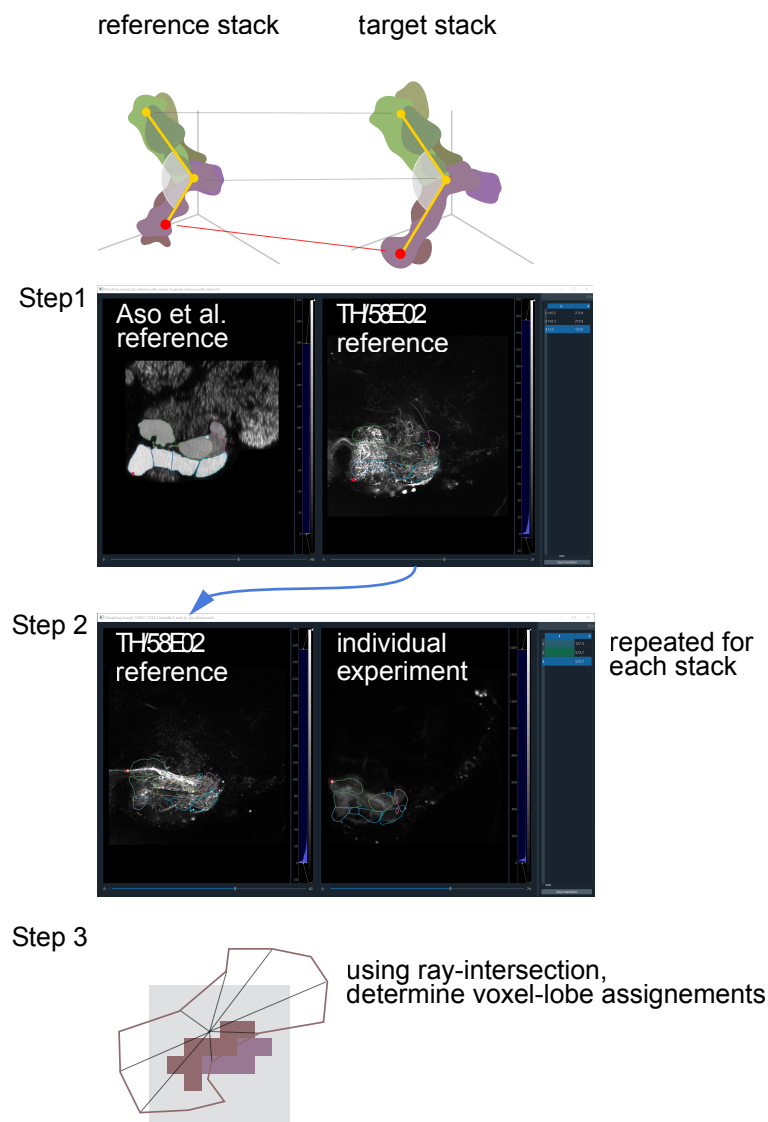 reference stack
target stack
Step1
Aso et al.
reference
TH/58E02
reference
Step 2
TH/58E02
reference
individual
experiment
repeated for
each stack
Step 3
using ray-intersection,
determine voxel-lobe assignements